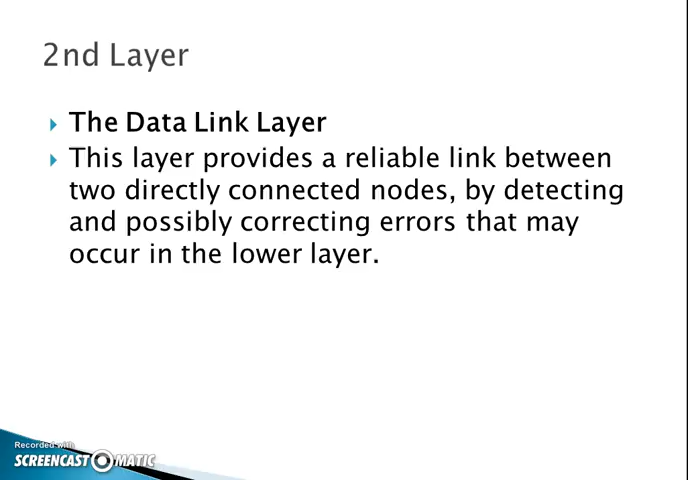 2nd Layer
The Data Link Layer
This layer provides a reliable link between
two directly connected nodes, by detecting
and possibly correcting errors that may
occur in the lower layer.
Recorded with
SCREENCAST-O-MATIC